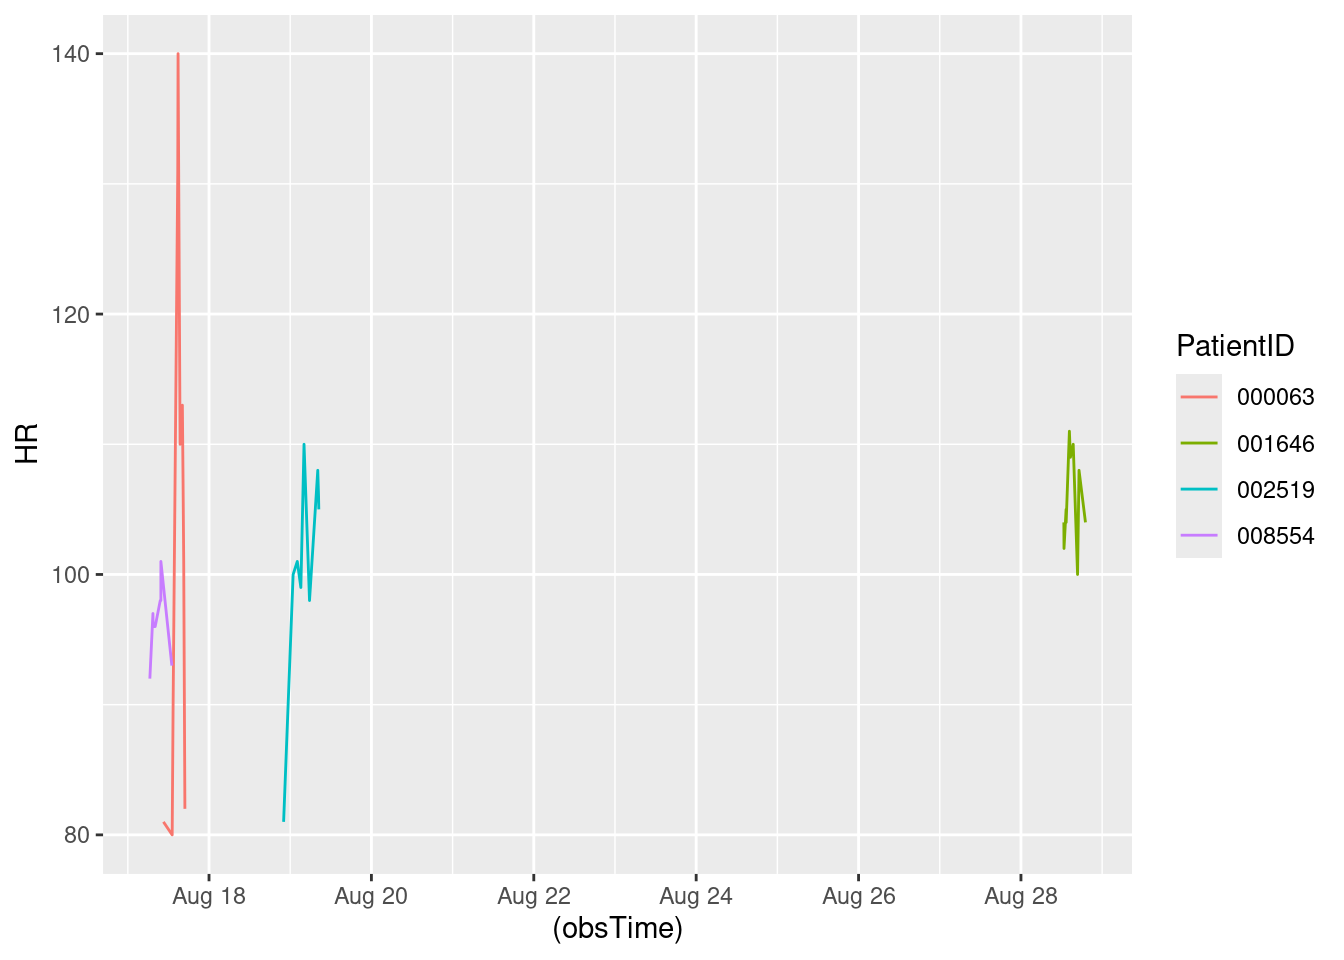 140
120
100
80
HR
Aug 18
Aug 20
Aug 22
Aug 24
Aug 26
Aug 28
(obsTime)
PatientID
000063
001646
002519
008554